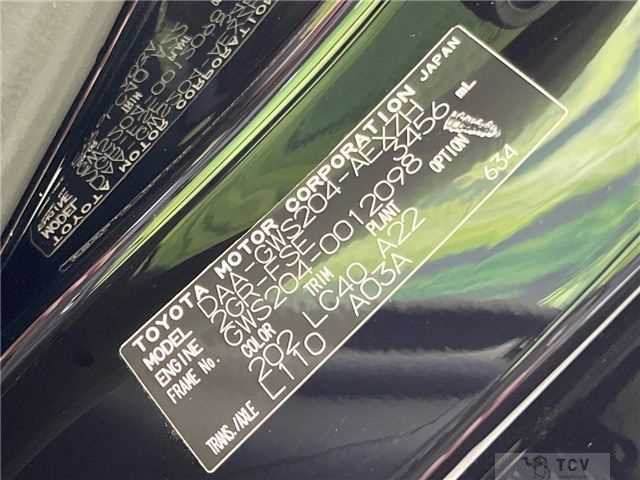 TOYOTA MOTOR CORPORATION JAPAN
MODEL DAA-GWS204-AEX4H
ENGINE 2GR-FSE 3456 mL
FRAME No. GWS204-0012098
COLOR TRIM PLANT OPTION
202 LC40 A22 634
TRANS./AXLE L110 A03A
TCV